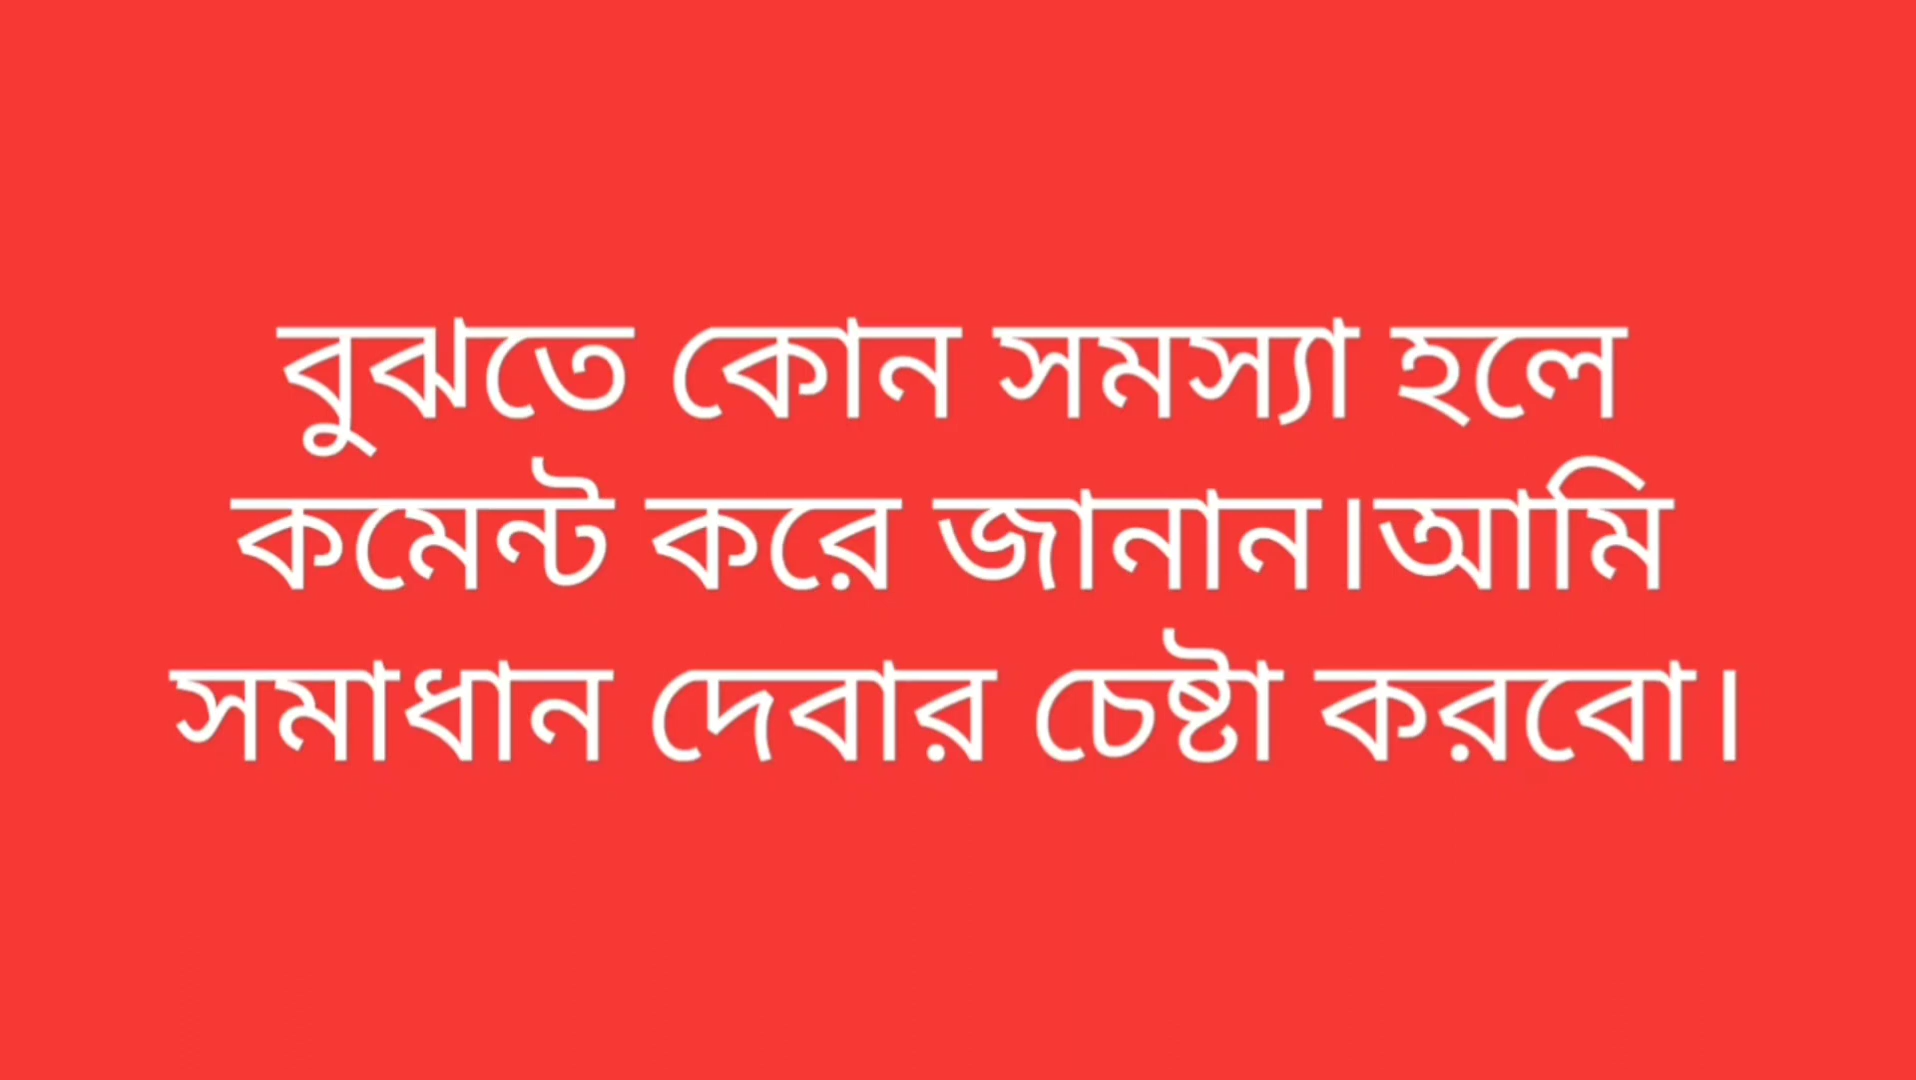 বুঝতে কোন সমস্যা হলে
কমেন্ট করে জানান।আমি
সমাধান দেবার চেষ্টা করবো।